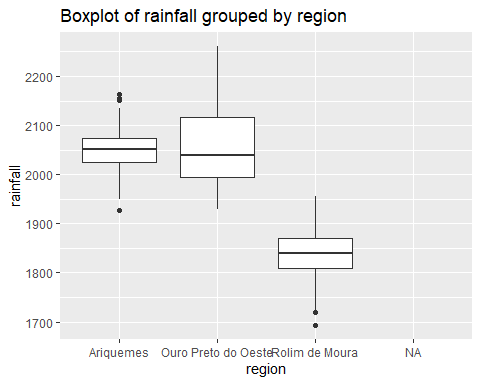 Boxplot of rainfall grouped by region
rainfall
2200
2100
2000
1900
1800
1700
Ariquemes Ouro Preto do Oeste Rolim de Moura NA
region